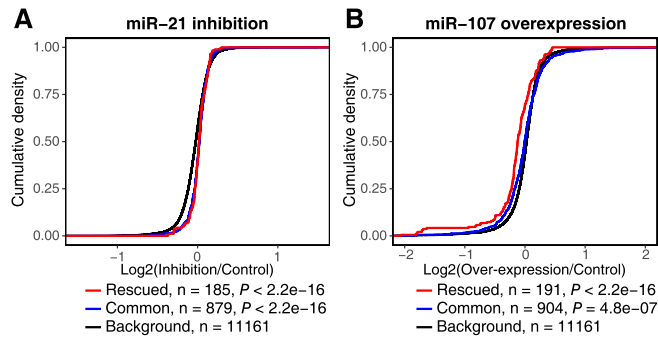 A
miR−21 inhibition
1.00
0.75
0.50
0.25
0.00
Cumulative density
−1
0
1
Log2(Inhibition/Control)
Rescued, n = 185, P < 2.2e−16
Common, n = 879, P < 2.2e−16
Background, n = 11161
B
miR−107 overexpression
1.00
0.75
0.50
0.25
0.00
Cumulative density
−2
−1
0
1
2
Log2(Over-expression/Control)
Rescued, n = 191, P < 2.2e−16
Common, n = 904, P = 4.8e−07
Background, n = 11161